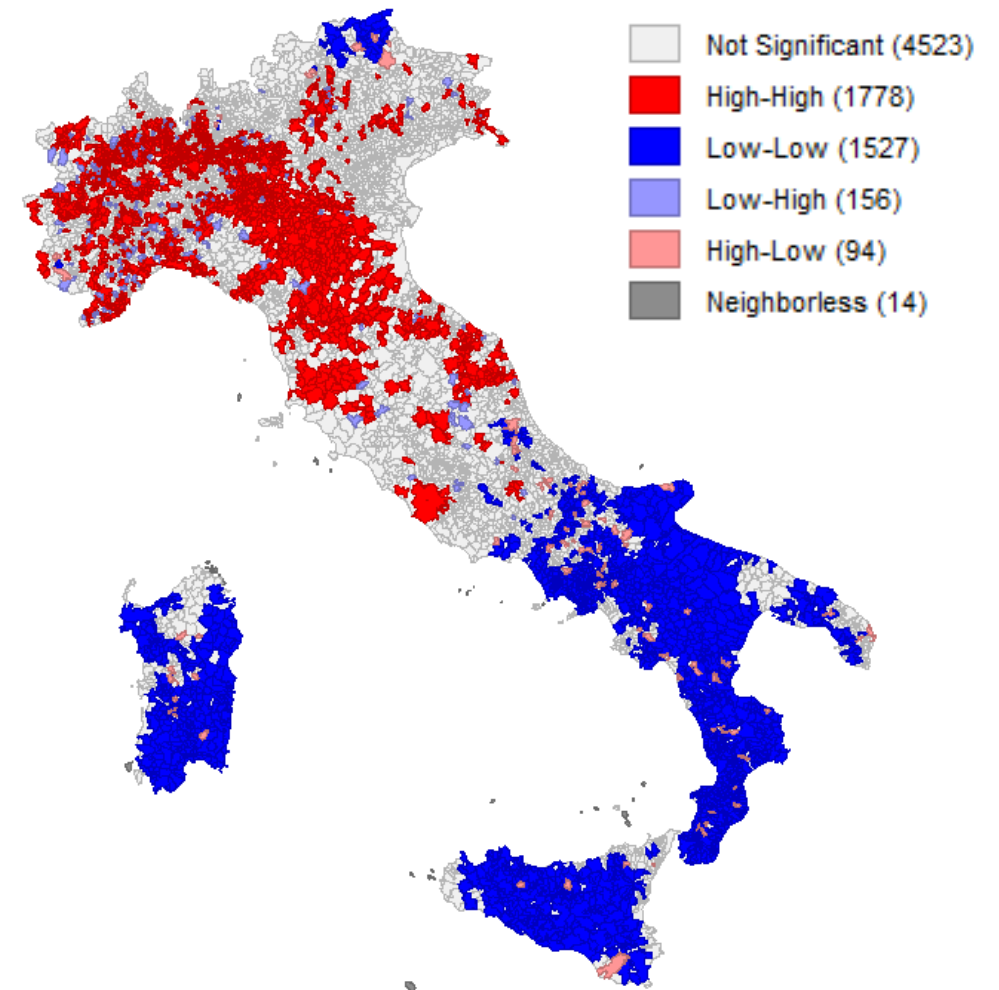 Not Significant (4523)
High-High (1778)
Low-Low (1527)
Low-High (156)
High-Low (94)
Neighborless (14)